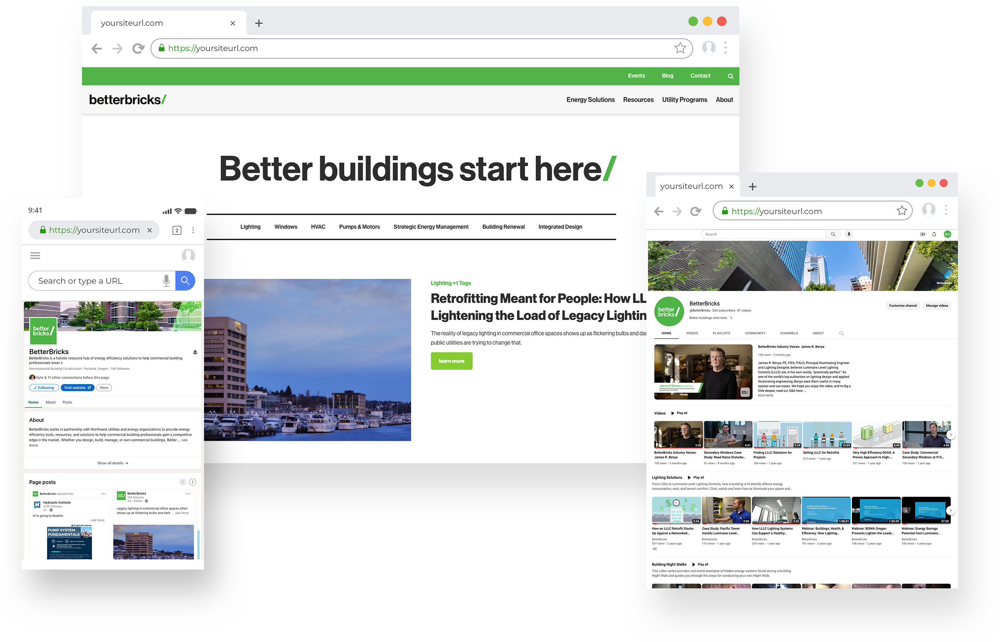 yoursiteurl.com
https://yoursiteurl.com
Events Blog Contact
betterbricks/
Energy Solutions Resources Utility Programs About
Better buildings start here/
Lighting Windows HVAC Pumps & Motors Strategic Energy Management Building Renewal Integrated Design
Lighting +1 Tags
Retrofitting Meant for People: How LL
Lightening the Load of Legacy Lightin
The reality of legacy lighting in commercial office spaces shows up as flickering bulbs and dar
public utilities are trying to change that.
learn more
9:41
https://yoursiteurl.com
2
Search or type a URL
better/
bricks/
BetterBricks
BetterBricks is a holistic resource hub of energy efficiency solutions to help commercial building
professionals lower c
Nonresidential Building Construction · Portland, Oregon · 148 followers
Kyle & 11 other connections follow this page
Following Visit website More
Home About Posts
About
BetterBricks works in partnership with Northwest utilities and energy organizations to provide energy
efficiency tools, resources, and solutions to help commercial building professionals gain a competitive
edge in the market. Whether you design, build, manage, or own commercial buildings, Better ... see
more
Show all details →
Page posts
BetterBricks reposted this
Hydraulic Institute
9,351 followers
1w •
HI is going to Seattle!
...see more
in-person course
PUMP SYSTEM
FUNDAMENTALS
BetterBricks
148 followers
3w • Edited •
Legacy lighting in commercial office spaces often
shows up as flickering bulbs and dark ...see more
yoursiteurl.com
https://yoursiteurl.com
Search
BetterBricks
better
bricks/
BetterBricks
@BetterBricks 234 subscribers 81 videos
Better buildings start here.
Customize channel Manage videos
HOME VIDEOS PLAYLISTS COMMUNITY CHANNELS ABOUT
James R Benya PE, FIES, FIALD
Principal Illuminating Engineer and Lighting Designer
Benya Burnett Consultancy
BetterBricks Industry Voices: James R. Benya
130 views • 2 months ago
James R. Benya, PE, FIES, FIALD, Principal Illuminating Engineer
and Lighting Designer, believes Luminaire Level Lighting
Controls (LLLC) are, in his own words, "practically perfect." As
one of the world's top authorities on lighting design and applied
illuminating engineering, Benya sees them useful in many
spaces and use cases. We hope you enjoy the video, and to dig a
little deeper, read our Q&A here: ...
READ MORE
Videos Play all
2:20 4:31 9:29 10:59 4:49 4:54
BetterBricks Industry Voices:
James R. Benya
130 views • 2 months ago
Secondary Windows Case
Study: Road Noise Disturbs...
51 views • 9 months ago
Finding LLLC Solutions for
Projects
104 views • 1 year ago
Selling LLLC for Retrofits
212 views • 1 year ago
Very High Efficiency DOAS: A
Proven Approach to High-...
721 views • 1 year ago
Case Study: Commercial
Secondary Windows at 915...
728 views • 1 year ago
Lighting Solutions Play all
From LEDs to Luminaire Level Lighting Controls, how a building is lit directly affects energy
consumption, cost, and tenant comfort. Click, watch and learn how to illuminate your space and...
2:34 3:00 2:32 1:00:31 1:00:39 57:02
How an LLLC Retrofit Stacks
Up Against a Networked...
BetterBricks
537 views • 2 years ago
CC
Case Study: Pacific Tower
Installs Luminaire Level...
BetterBricks
113 views • 1 year ago
How LLLC Lighting Systems
Can Support a Healthy...
BetterBricks
233 views • 1 year ago
Webinar: Buildings, Health, &
Efficiency: How Lighting...
BetterBricks
191 views • 2 years ago
Webinar: BOMA Oregon
Presents Lighten the Loads...
BetterBricks
146 views • 2 years ago
Webinar: Energy Savings
Potential from Luminaire...
BetterBricks
106 views • 2 years ago
Building Night Walks Play all
This video series provides real-world examples of hidden energy wasters found during a building
Night Walk and guides you through the steps for conducting your own Night Walk.